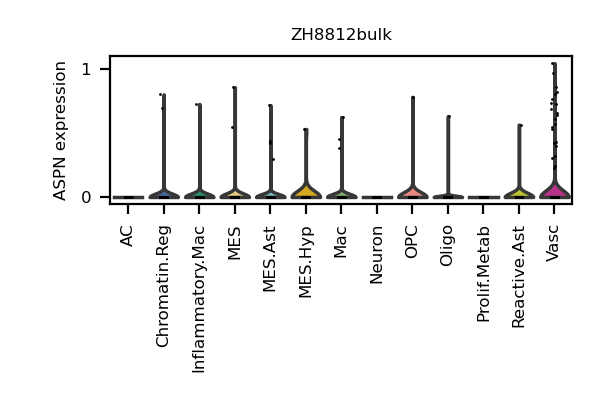 ZH8812bulk
ASPN expression
1
0
AC
Chromatin.Reg
Inflammatory.Mac
MES
MES.Ast
MES.Hyp
Mac
Neuron
OPC
Oligo
Prolif.Metab
Reactive.Ast
Vasc